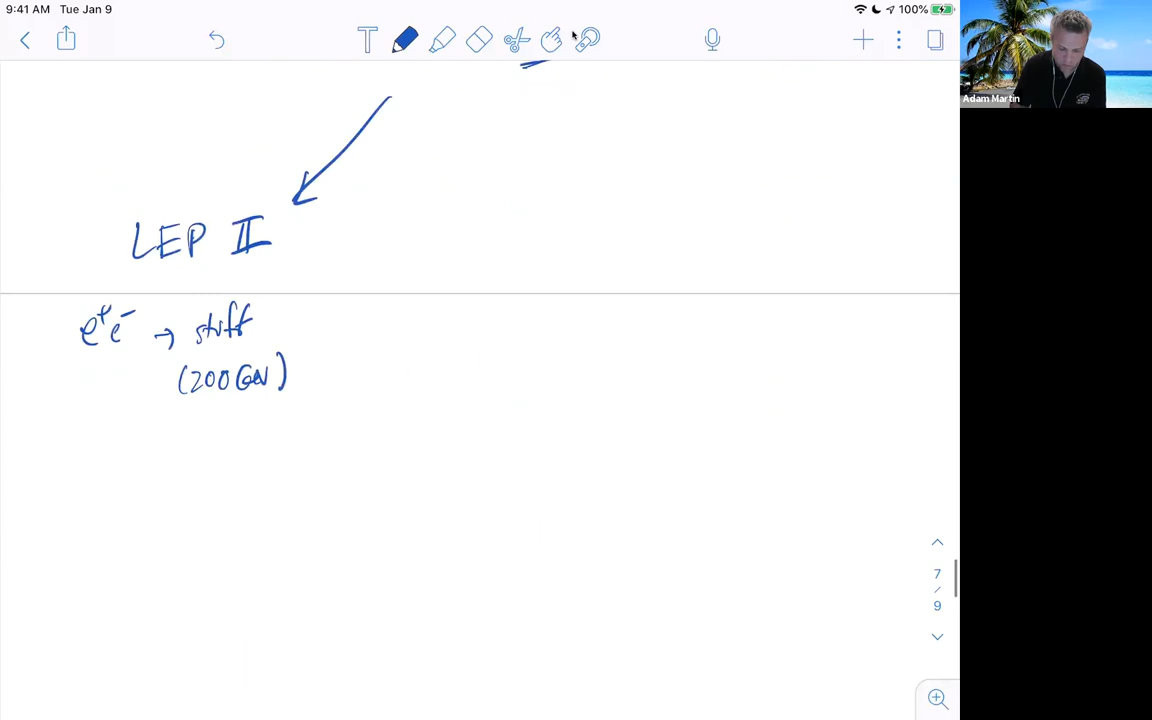 9:41 AM Tue Jan 9
100%
T
Adam Martin
LEP II
e⁺e⁻ → stuff
(200 GeV)
7
/
9